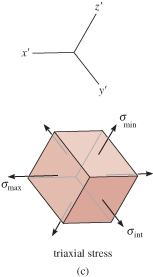 z'
x'
y'
σmin
σmax
σint
triaxial stress
(c)